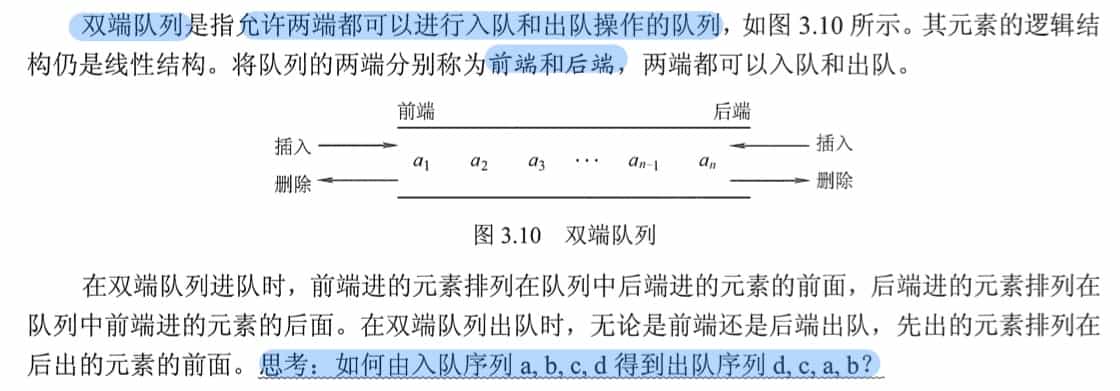 双端队列是指允许两端都可以进行入队和出队操作的队列，如图 3.10 所示。其元素的逻辑结
构仍是线性结构。将队列的两端分别称为前端和后端，两端都可以入队和出队。
前端 后端
插入 插入
a₁ a₂ a₃ ··· aₙ₋₁ aₙ
删除 删除
图 3.10 双端队列
在双端队列进队时，前端进的元素排列在队列中后端进的元素的前面，后端进的元素排列在
队列中前端进的元素的后面。在双端队列出队时，无论是前端还是后端出队，先出的元素排列在
后出的元素的前面。思考：如何由入队序列 a, b, c, d 得到出队序列 d, c, a, b？